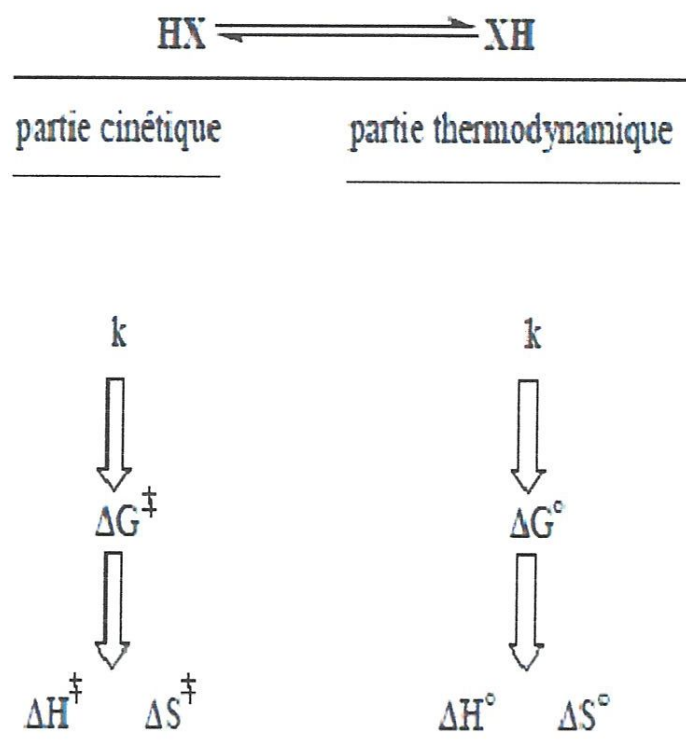 HX ⇌ XH
partie cinétique partie thermodynamique
k k
ΔG‡ ΔG°
ΔH‡ ΔS‡ ΔH° ΔS°